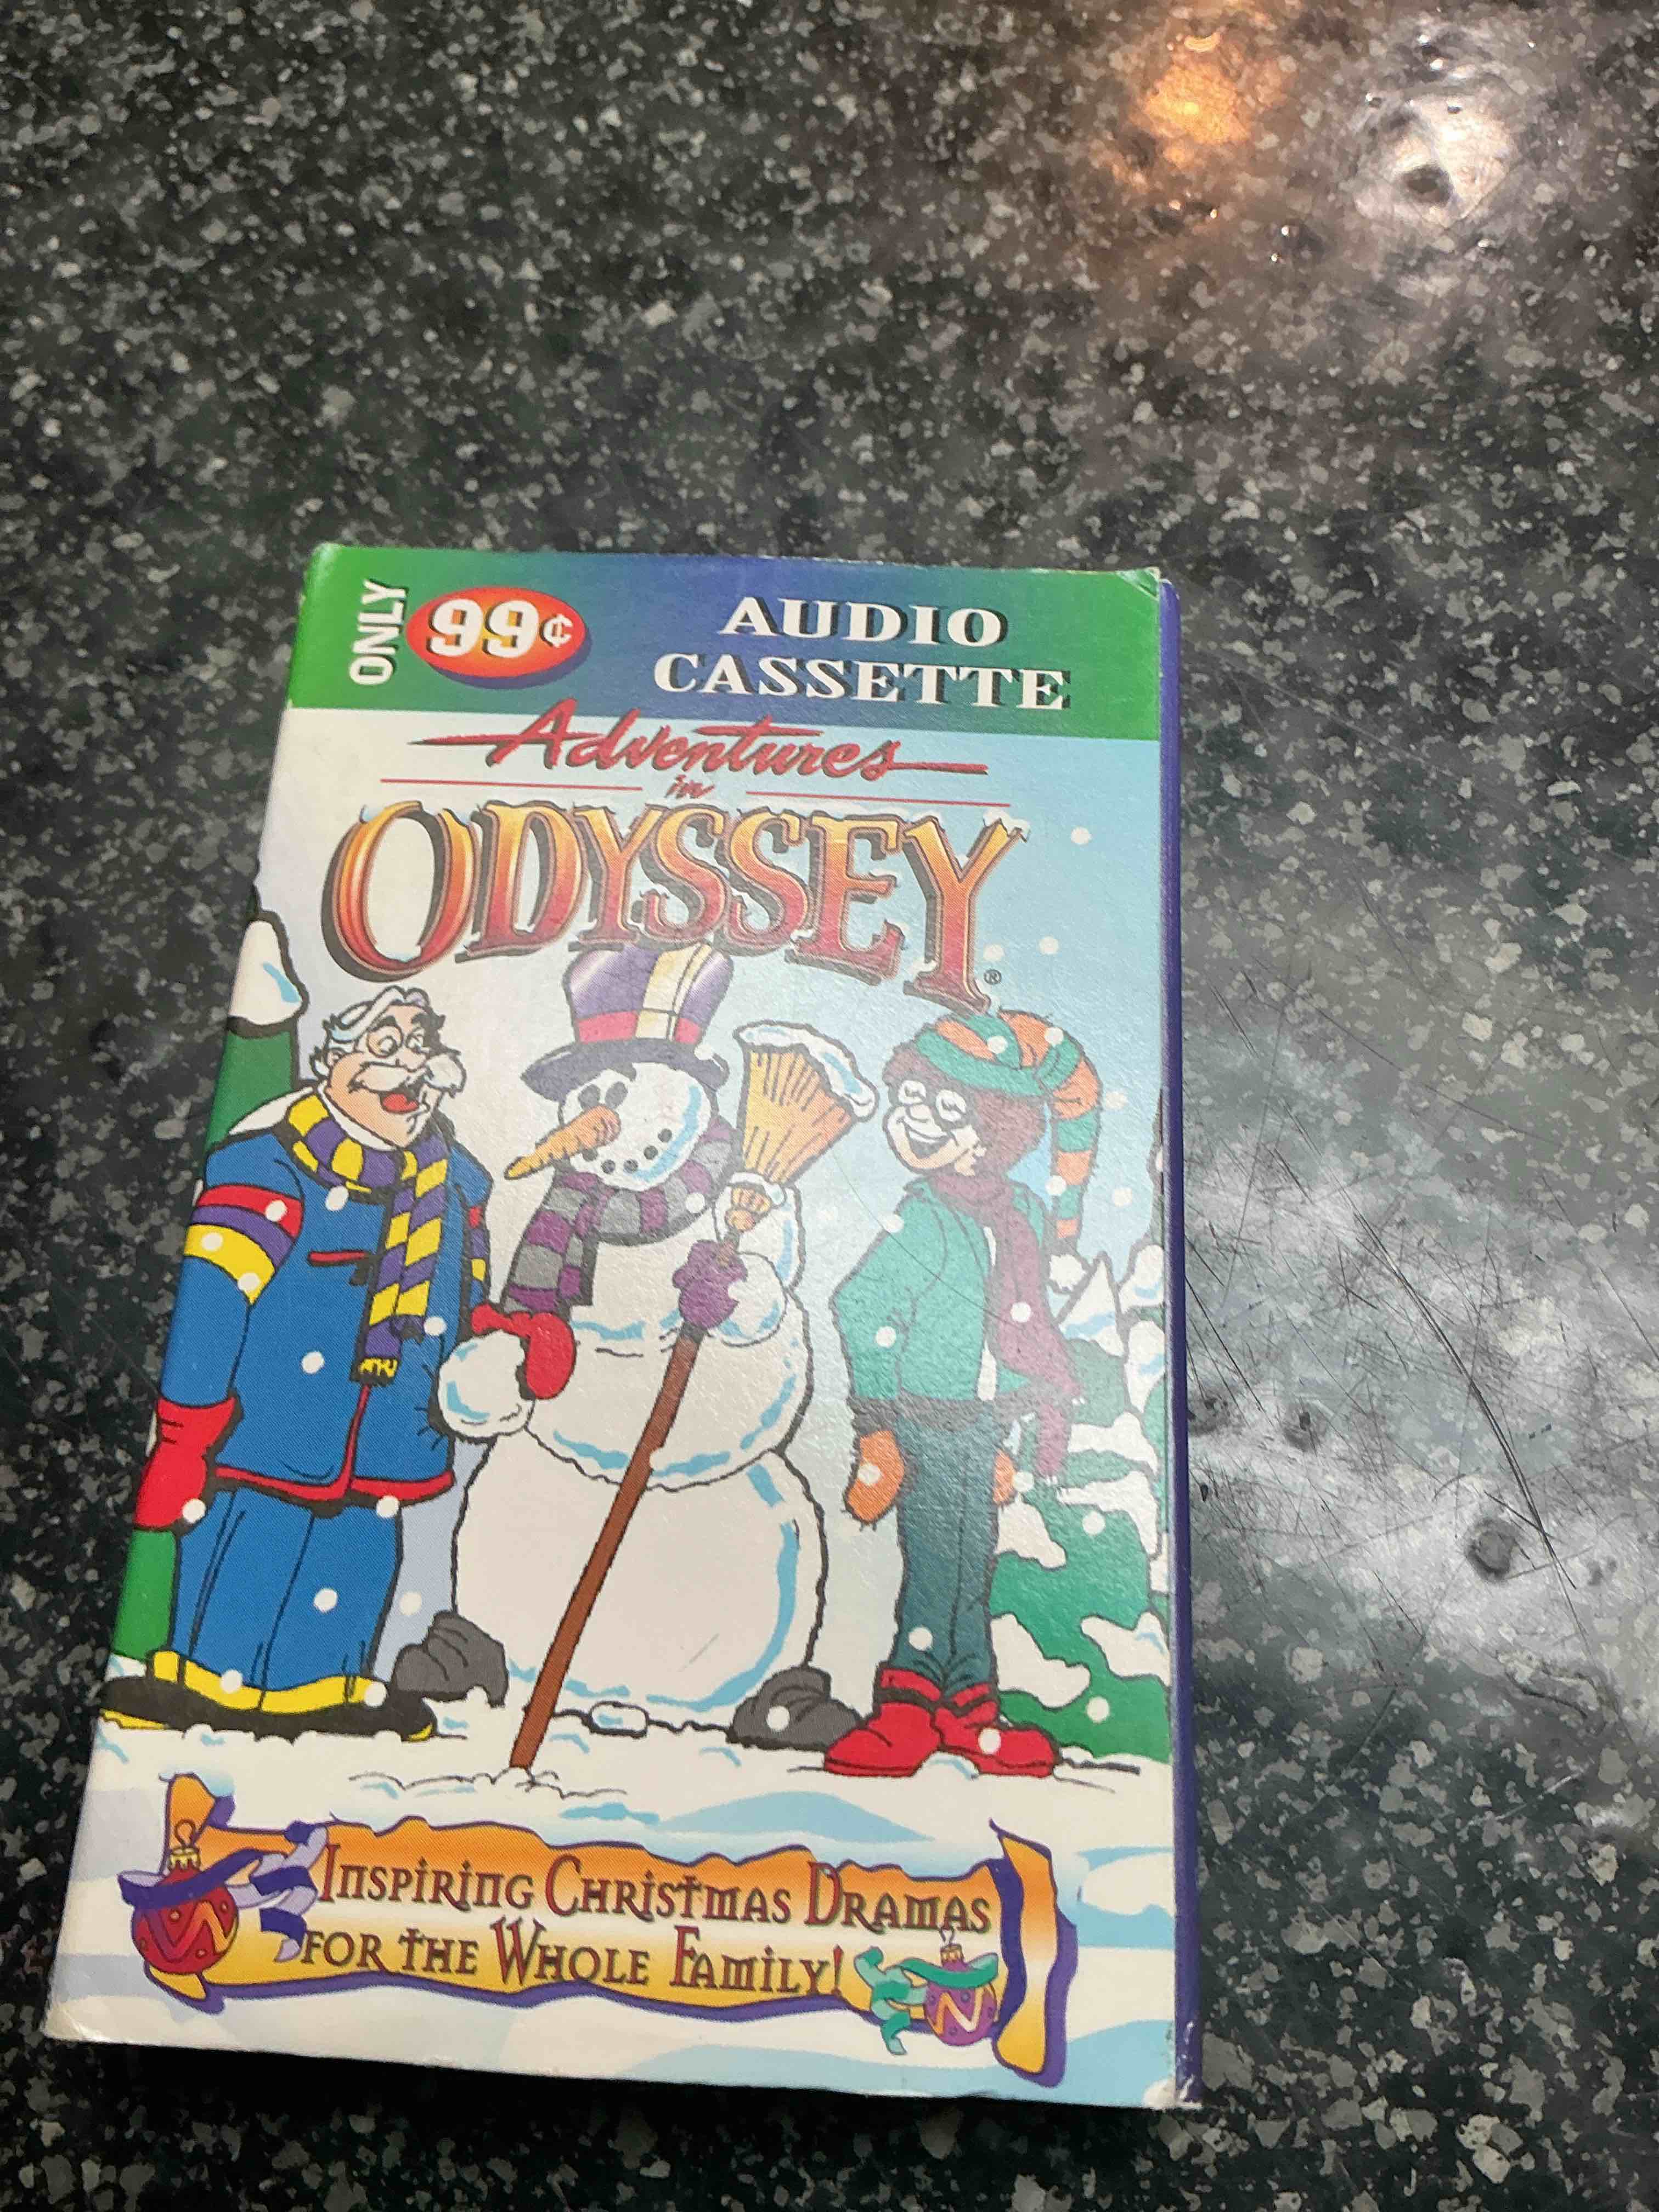 ONLY 99¢
AUDIO
CASSETTE
Adventures
in
ODYSSEY®
INSPIRING CHRISTMAS DRAMAS
FOR THE WHOLE FAMILY!